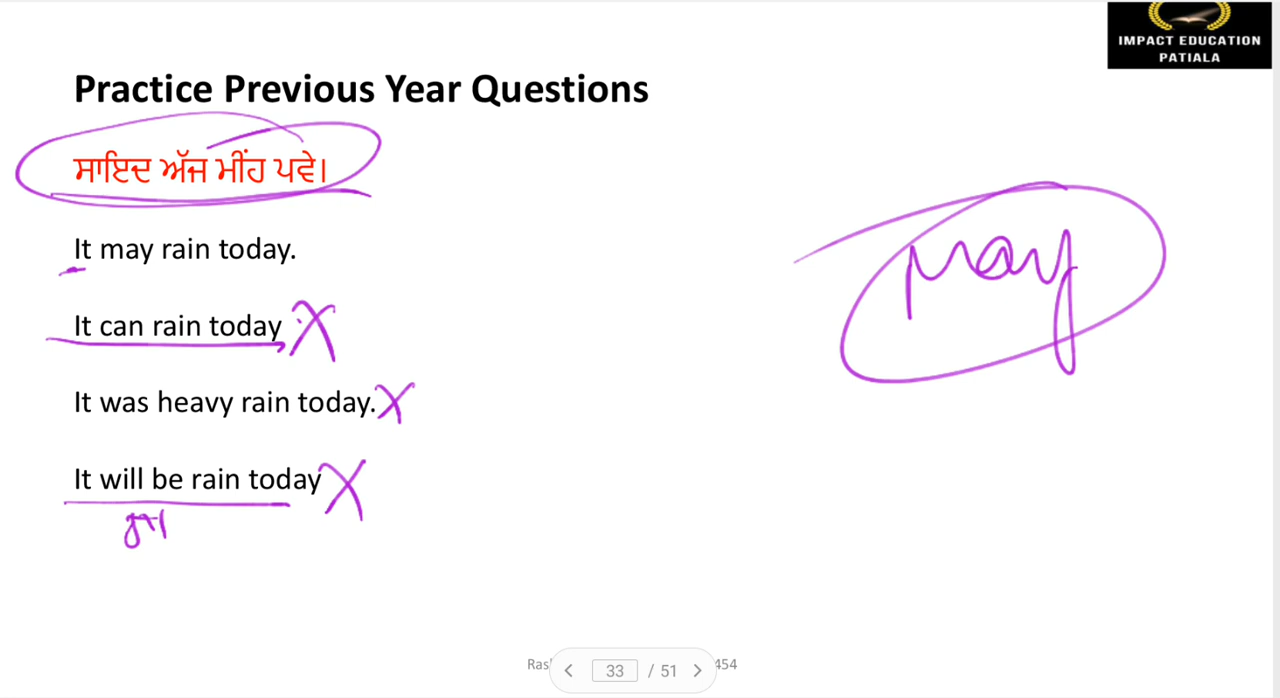 IMPACT EDUCATION
PATIALA
Practice Previous Year Questions
ਸਾਇਦ ਅੱਜ ਮੀਂਹ ਪਵੇ।
It may rain today.
may
It can rain today
It was heavy rain today.
It will be rain today
33 / 51
454